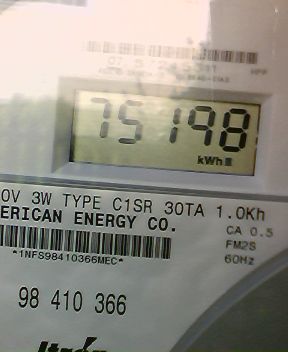 75198
kWh
0V 3W TYPE C1SR 30TA 1.0Kh
ERICAN ENERGY CO.
CA 0.5
FM2S
60Hz
*1NFS98410366MEC*
98 410 366
Itrón